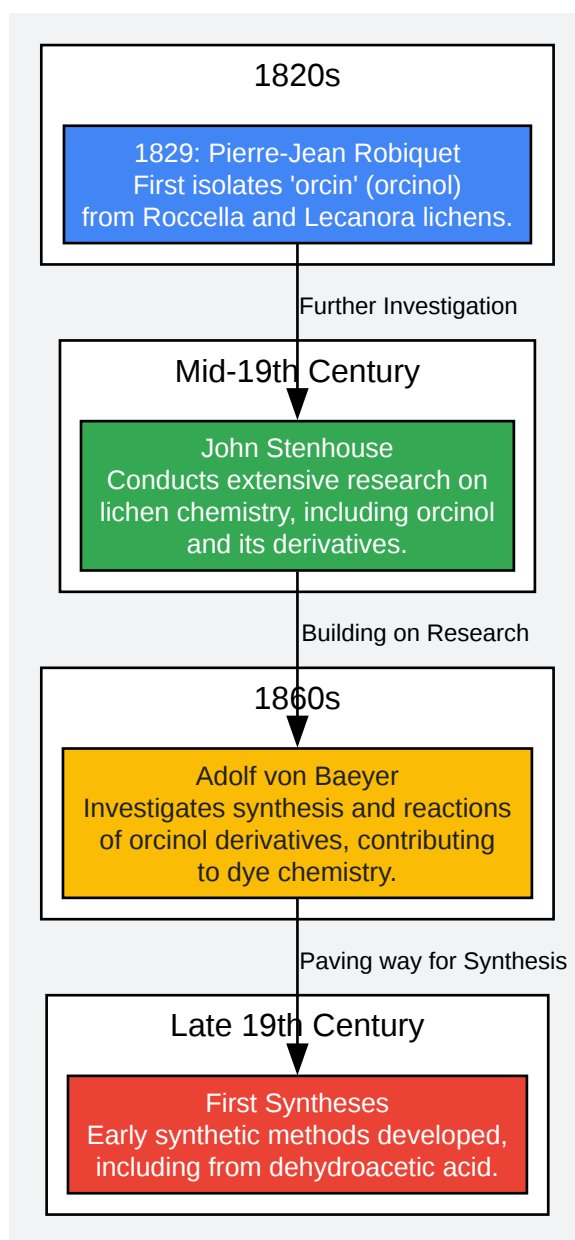 1820s
1829: Pierre-Jean Robiquet
First isolates 'orcin' (orcinol)
from Roccella and Lecanora lichens.
Further Investigation
Mid-19th Century
John Stenhouse
Conducts extensive research on
lichen chemistry, including orcinol
and its derivatives.
Building on Research
1860s
Adolf von Baeyer
Investigates synthesis and reactions
of orcinol derivatives, contributing
to dye chemistry.
Paving way for Synthesis
Late 19th Century
First Syntheses
Early synthetic methods developed,
including from dehydroacetic acid.